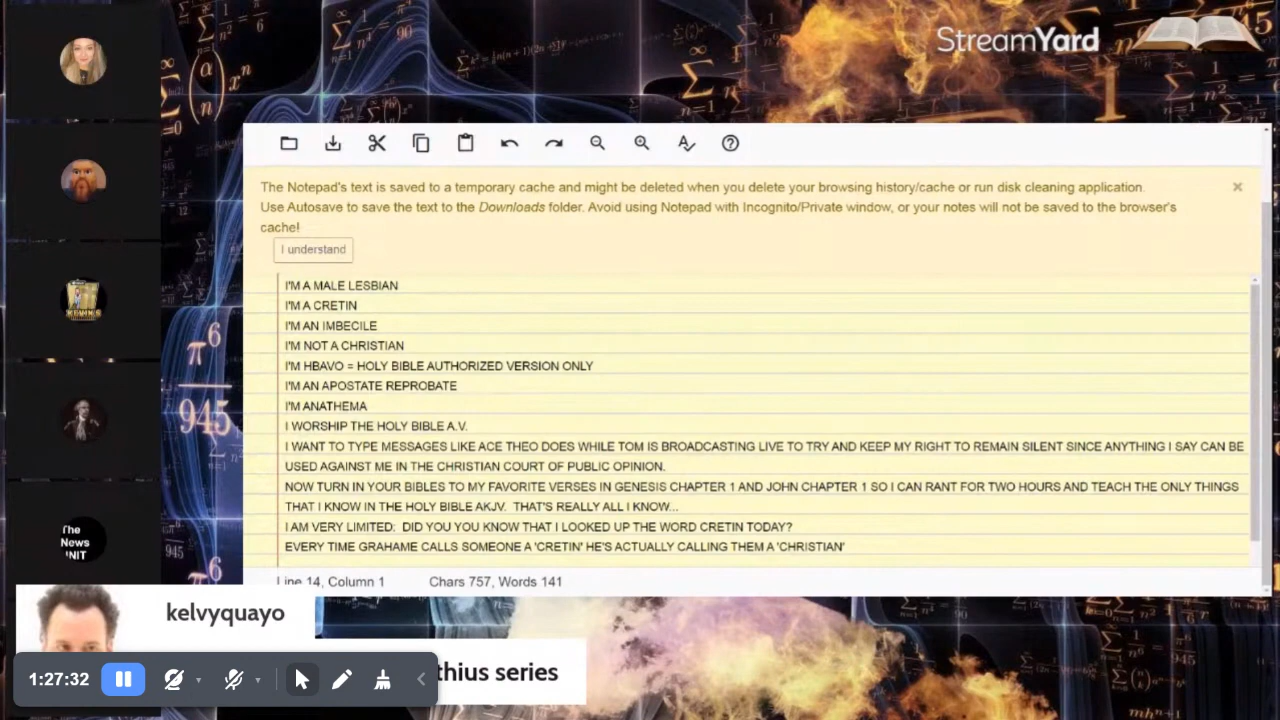 StreamYard
The Notepad's text is saved to a temporary cache and might be deleted when you delete your browsing history/cache or run disk cleaning application.
Use Autosave to save the text to the Downloads folder. Avoid using Notepad with Incognito/Private window, or your notes will not be saved to the browser's
cache!
I understand
I'M A MALE LESBIAN
I'M A CRETIN
I'M AN IMBECILE
I'M NOT A CHRISTIAN
I'M HBAVO = HOLY BIBLE AUTHORIZED VERSION ONLY
I'M AN APOSTATE REPROBATE
I'M ANATHEMA
I WORSHIP THE HOLY BIBLE A.V.
I WANT TO TYPE MESSAGES LIKE ACE THEO DOES WHILE TOM IS BROADCASTING LIVE TO TRY AND KEEP MY RIGHT TO REMAIN SILENT SINCE ANYTHING I SAY CAN BE
USED AGAINST ME IN THE CHRISTIAN COURT OF PUBLIC OPINION.
NOW TURN IN YOUR BIBLES TO MY FAVORITE VERSES IN GENESIS CHAPTER 1 AND JOHN CHAPTER 1 SO I CAN RANT FOR TWO HOURS AND TEACH THE ONLY THINGS
THAT I KNOW IN THE HOLY BIBLE AKJV. THAT'S REALLY ALL I KNOW...
I AM VERY LIMITED: DID YOU YOU KNOW THAT I LOOKED UP THE WORD CRETIN TODAY?
EVERY TIME GRAHAME CALLS SOMEONE A 'CRETIN' HE'S ACTUALLY CALLING THEM A 'CHRISTIAN'
Line 14, Column 1 Chars 757, Words 141
KEVIN'S
The
News
UNIT
kelvyquayo
thius series
1:27:32
π⁶
945